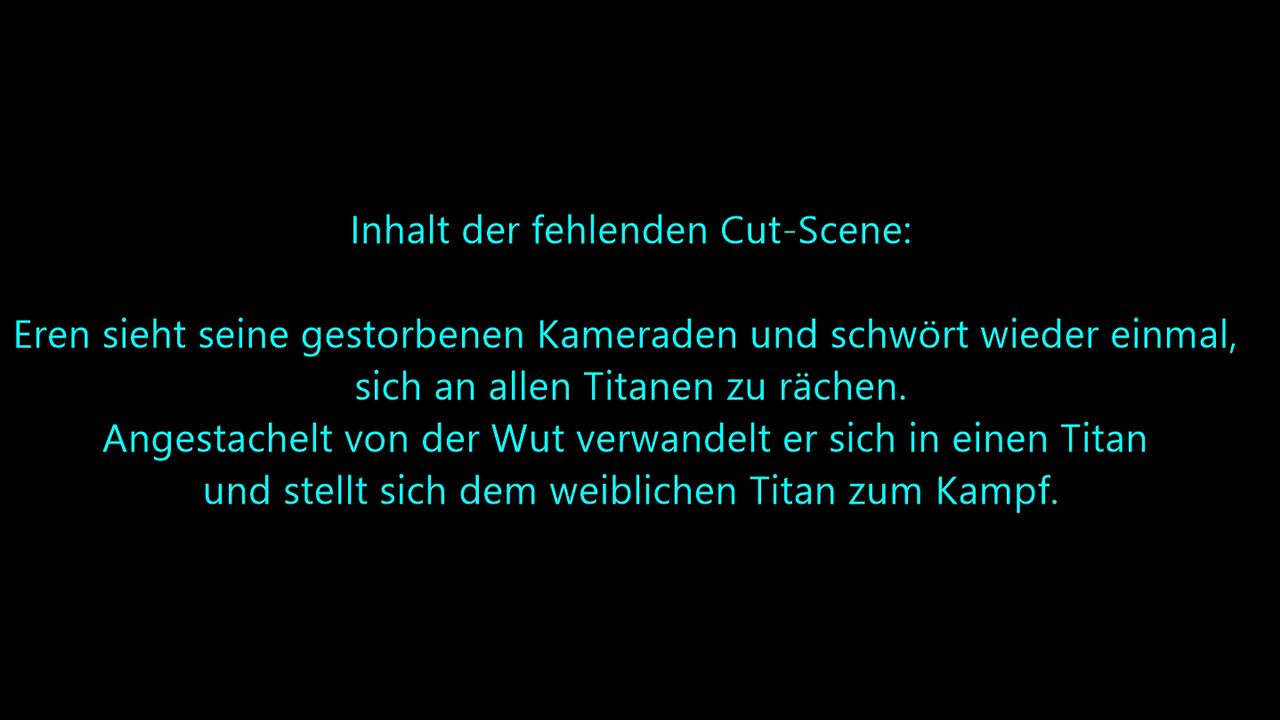 Inhalt der fehlenden Cut-Scene:
Eren sieht seine gestorbenen Kameraden und schwört wieder einmal,
sich an allen Titanen zu rächen.
Angestachelt von der Wut verwandelt er sich in einen Titan
und stellt sich dem weiblichen Titan zum Kampf.